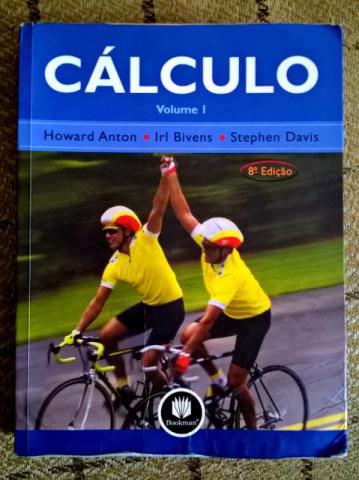 CÁLCULO
Volume I
Howard Anton • Irl Bivens • Stephen Davis
8ª Edição
Bookman®